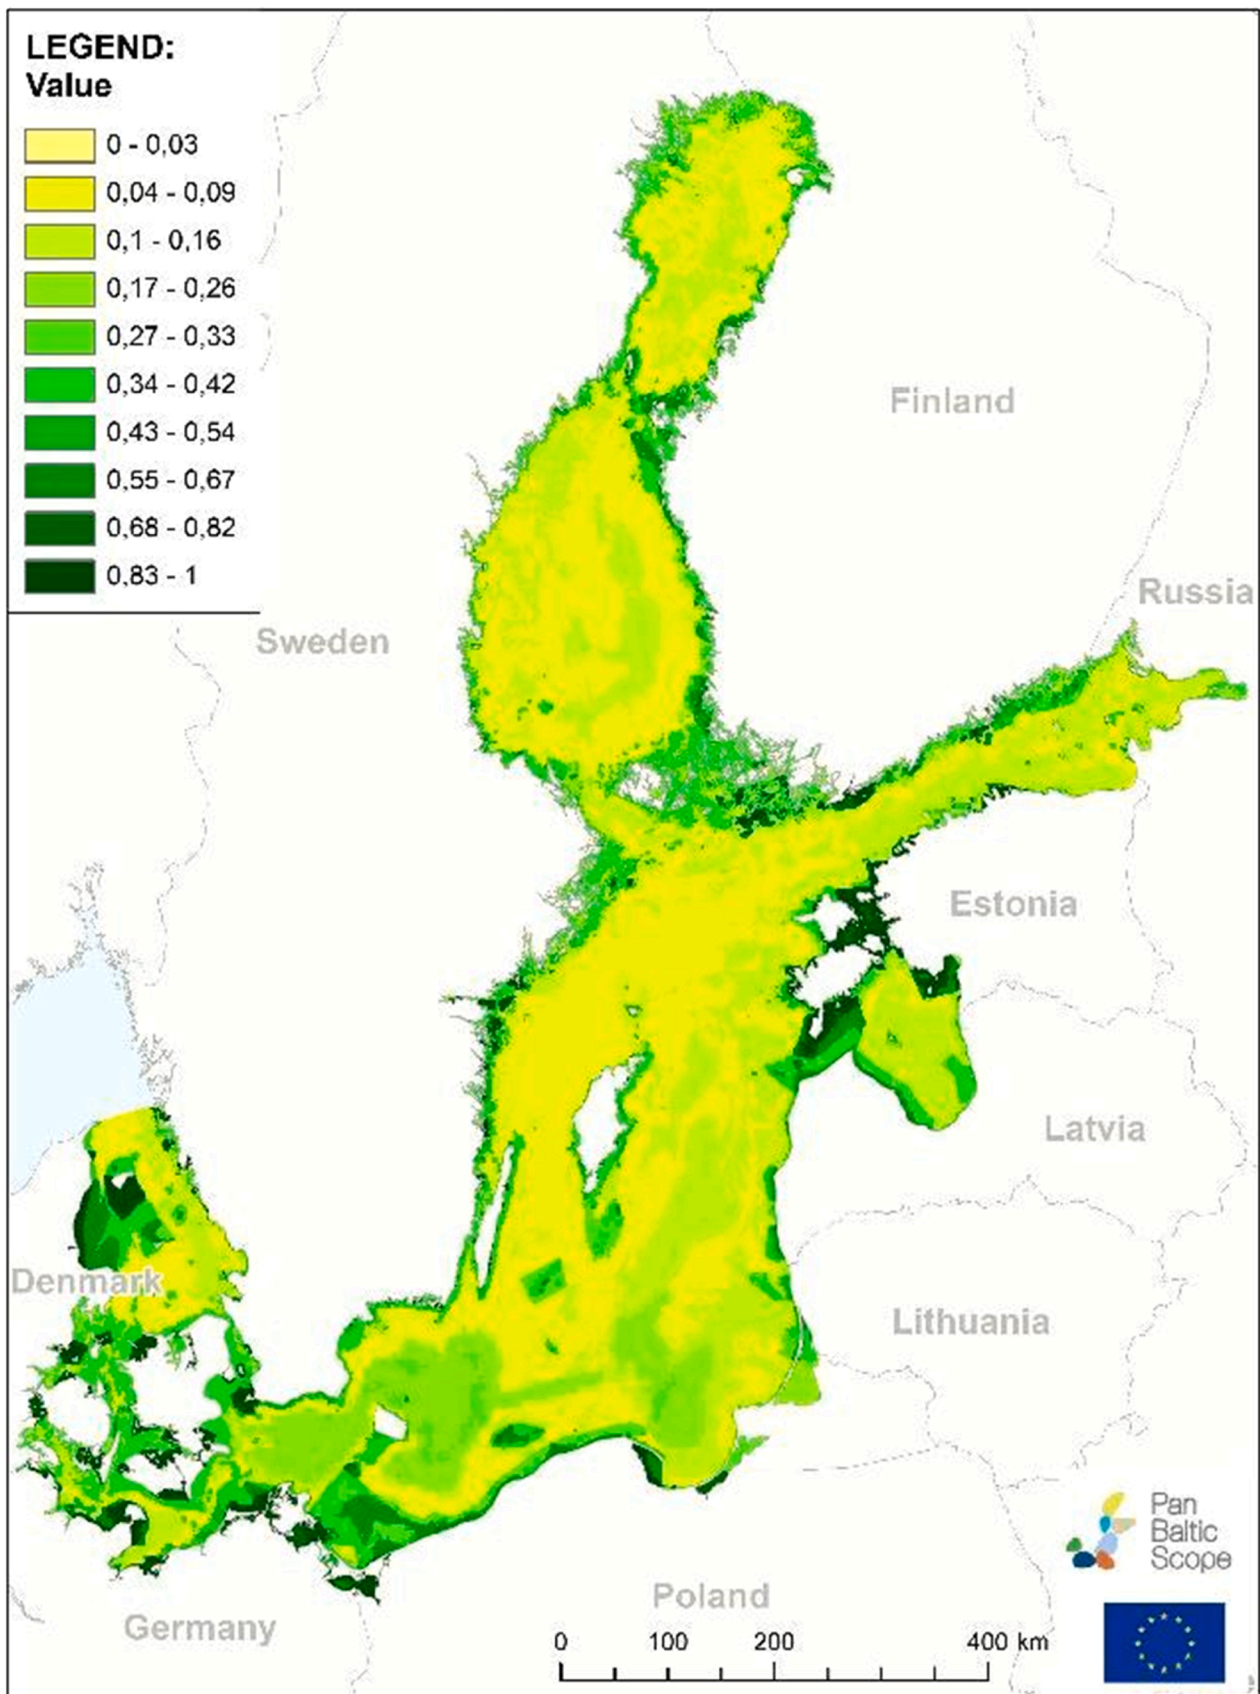 LEGEND:
Value
0 - 0,03
0,04 - 0,09
0,1 - 0,16
0,17 - 0,26
0,27 - 0,33
0,34 - 0,42
0,43 - 0,54
0,55 - 0,67
0,68 - 0,82
0,83 - 1
Finland
Russia
Sweden
Estonia
Latvia
Denmark
Lithuania
Pan
Baltic
Scope
Poland
Germany
0 100 200 400 km